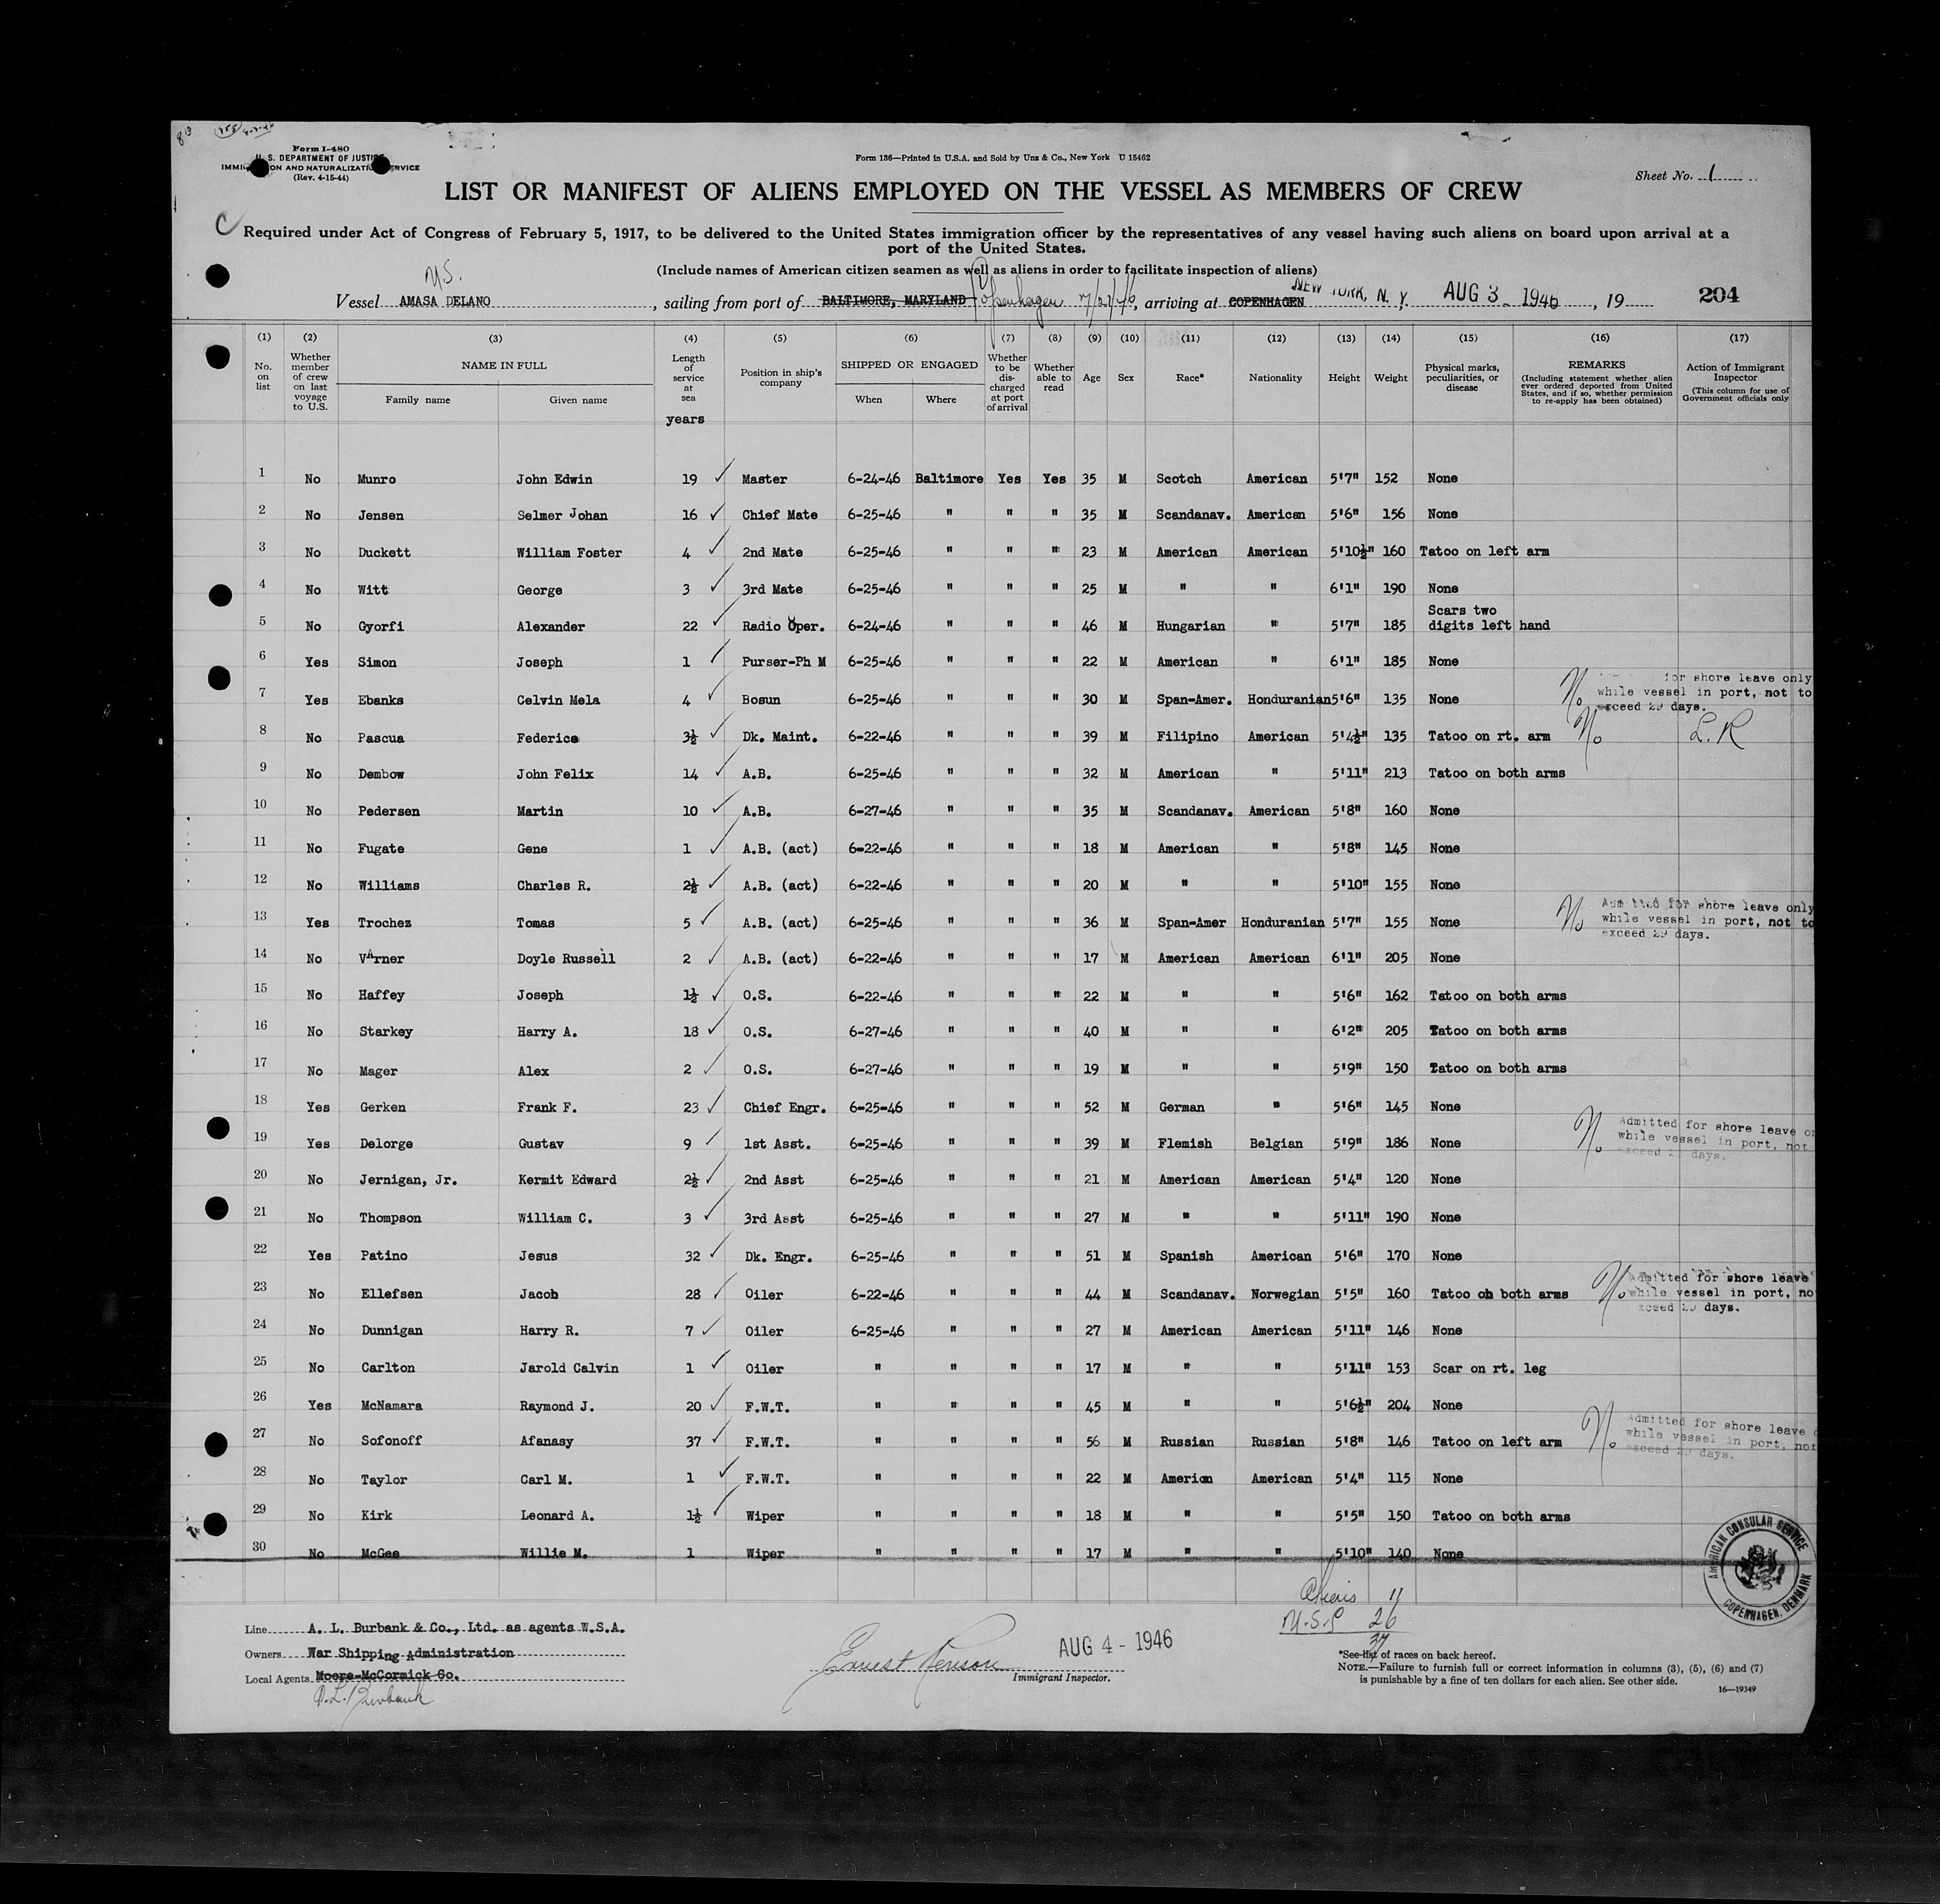 Form I-480
U. S. DEPARTMENT OF JUSTICE
IMMIGRATION AND NATURALIZATION SERVICE
(Rev. 4-15-44)
Form 136—Printed in U.S.A. and Sold by Unz & Co., New York U 15462
Sheet No. 1
LIST OR MANIFEST OF ALIENS EMPLOYED ON THE VESSEL AS MEMBERS OF CREW
Required under Act of Congress of February 5, 1917, to be delivered to the United States immigration officer by the representatives of any vessel having such aliens on board upon arrival at a
port of the United States.
(Include names of American citizen seamen as well as aliens in order to facilitate inspection of aliens)
U.S.
Vessel AMASA DELANO, sailing from port of BALTIMORE, MARYLAND Copenhagen 7/21/46, arriving at COPENHAGEN NEW YORK, N. Y. AUG 3 - 1946, 19 204
(1) (2) (3) (4) (5) (6) (7) (8) (9) (10) (11) (12) (13) (14) (15) (16) (17)
No. on list Whether member of crew on last voyage to U.S. NAME IN FULL Family name Given name Length of service at sea years Position in ship's company SHIPPED OR ENGAGED When Where Whether to be discharged at port of arrival Whether able to read Age Sex Race* Nationality Height Weight Physical marks, peculiarities, or disease REMARKS (Including statement whether alien ever ordered deported from United States, and if so, whether permission to re-apply has been obtained) Action of Immigrant Inspector (This column for use of Government officials only
1 No Munro John Edwin 19 Master 6-24-46 Baltimore Yes Yes 35 M Scotch American 5'7" 152 None
2 No Jensen Selmer Johan 16 Chief Mate 6-25-46 " " " 35 M Scandanav. American 5'6" 156 None
3 No Duckett William Foster 4 2nd Mate 6-25-46 " " " 23 M American American 5'10½" 160 Tatoo on left arm
4 No Witt George 3 3rd Mate 6-25-46 " " " 25 M " " 6'1" 190 None
5 No Gyorfi Alexander 22 Radio Oper. 6-24-46 " " " 46 M Hungarian " 5'7" 185 Scars two digits left hand
6 Yes Simon Joseph 1 Purser-Ph M 6-25-46 " " " 22 M American " 6'1" 185 None
7 Yes Ebanks Celvin Mela 4 Bosun 6-25-46 " " " 30 M Span-Amer. Honduranian 5'6" 135 None No for shore leave only while vessel in port, not to exceed 29 days.
8 No Pascua Federico 3½ Dk. Maint. 6-22-46 " " " 39 M Filipino American 5'4½" 135 Tatoo on rt. arm No L.R
9 No Dembow John Felix 14 A.B. 6-25-46 " " " 32 M American " 5'11" 213 Tatoo on both arms
10 No Pedersen Martin 10 A.B. 6-27-46 " " " 35 M Scandanav. American 5'8" 160 None
11 No Fugate Gene 1 A.B. (act) 6-22-46 " " " 18 M American " 5'8" 145 None
12 No Williams Charles R. 2½ A.B. (act) 6-22-46 " " " 20 M " " 5'10" 155 None
13 Yes Trochez Tomas 5 A.B. (act) 6-25-46 " " " 36 M Span-Amer Honduranian 5'7" 155 None No Admitted for shore leave only while vessel in port, not to exceed 29 days.
14 No VArner Doyle Russell 2 A.B. (act) 6-22-46 " " " 17 M American American 6'1" 205 None
15 No Haffey Joseph 1½ O.S. 6-22-46 " " " 22 M " " 5'6" 162 Tatoo on both arms
16 No Starkey Harry A. 18 O.S. 6-27-46 " " " 40 M " " 6'2" 205 Tatoo on both arms
17 No Mager Alex 2 O.S. 6-27-46 " " " 19 M " " 5'9" 150 Tatoo on both arms
18 Yes Gerken Frank F. 23 Chief Engr. 6-25-46 " " " 52 M German " 5'6" 145 None
19 Yes Delorge Gustav 9 1st Asst. 6-25-46 " " " 39 M Flemish Belgian 5'9" 186 None No Admitted for shore leave while vessel in port, not exceed days.
20 No Jernigan, Jr. Kermit Edward 2½ 2nd Asst 6-25-46 " " " 21 M American American 5'4" 120 None
21 No Thompson William C. 3 3rd Asst 6-25-46 " " " 27 M " " 5'11" 190 None
22 Yes Patino Jesus 32 Dk. Engr. 6-25-46 " " " 51 M Spanish American 5'6" 170 None
23 No Ellefsen Jacob 28 Oiler 6-22-46 " " " 44 M Scandanav. Norwegian 5'5" 160 Tatoo on both arms No Admitted for shore leave while vessel in port, no xceed 29 days.
24 No Dunnigan Harry R. 7 Oiler 6-25-46 " " " 27 M American American 5'11" 146 None
25 No Carlton Jarold Calvin 1 Oiler " " " " 17 M " " 5'11" 153 Scar on rt. leg
26 Yes McNamara Raymond J. 20 F.W.T. " " " " 45 M " " 5'6½" 204 None
27 No Sofonoff Afanasy 37 F.W.T. " " " " 56 M Russian Russian 5'8" 146 Tatoo on left arm No Admitted for shore leave while vessel in port, not exceed 29 days.
28 No Taylor Carl M. 1 F.W.T. " " " " 22 M American American 5'4" 115 None
29 No Kirk Leonard A. 1½ Wiper " " " " 18 M " " 5'5" 150 Tatoo on both arms
30 No McGee Willie M. 1 Wiper " " " " 17 M " " 5'10" 140 None
AMERICAN CONSULAR SERVICE COPENHAGEN, DENMARK
Aliens 11
U.S.C 26
37
Line A. L. Burbank & Co., Ltd. as agents W.S.A.
Owners War Shipping Administration
Local Agents Moore-McCormick Co.
A.L. Burbank
Ernest Renson AUG 4 - 1946
Immigrant Inspector.
*See list of races on back hereof.
NOTE.—Failure to furnish full or correct information in columns (3), (5), (6) and (7)
is punishable by a fine of ten dollars for each alien. See other side.
16—19349